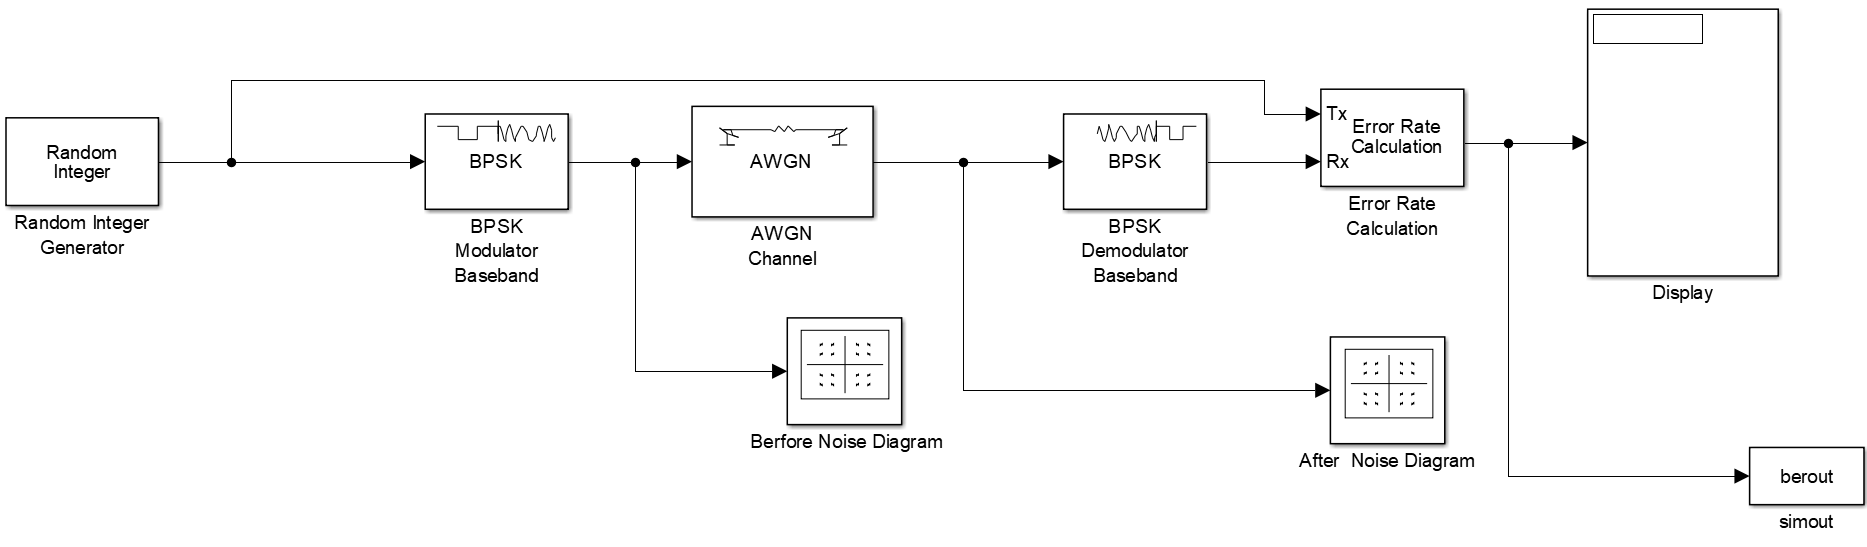 Random
Integer
Random Integer
Generator
BPSK
BPSK
Modulator
Baseband
AWGN
AWGN
Channel
BPSK
BPSK
Demodulator
Baseband
Tx
Rx
Error Rate
Calculation
Error Rate
Calculation
Display
Berfore Noise Diagram
After  Noise Diagram
berout
simout